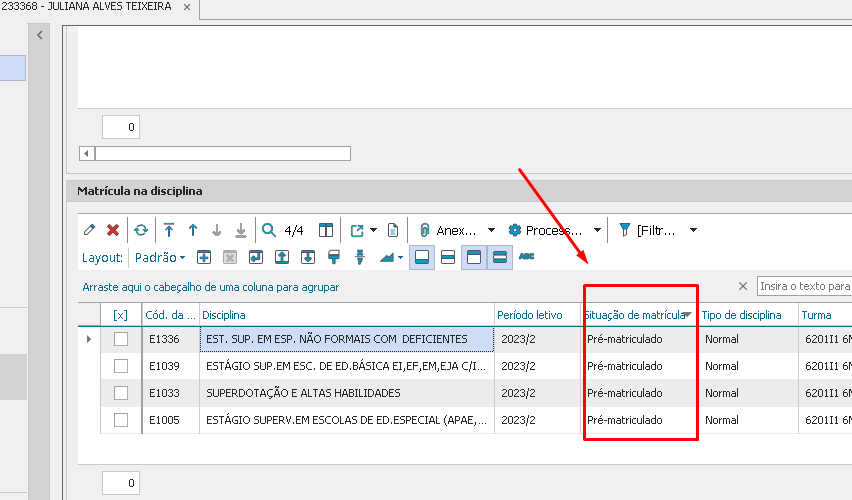 233368 - JULIANA ALVES TEIXEIRA
0
Matrícula na disciplina
4/4 Anex... Process... [Filtr...
Layout: Padrão ABC
Arraste aqui o cabeçalho de uma coluna para agrupar Insira o texto para
[x] Cód. da ... Disciplina Período letivo Situação de matrícula Tipo de disciplina Turma
E1336 EST. SUP. EM ESP. NÃO FORMAIS COM DEFICIENTES 2023/2 Pré-matriculado Normal 6201I1 6N
E1039 ESTÁGIO SUP.EM ESC. DE ED.BÁSICA EI,EF,EM,EJA C/I... 2023/2 Pré-matriculado Normal 6201I1 6N
E1033 SUPERDOTAÇÃO E ALTAS HABILIDADES 2023/2 Pré-matriculado Normal 6201I1 6N
E1005 ESTÁGIO SUPERV.EM ESCOLAS DE ED.ESPECIAL (APAE,... 2023/2 Pré-matriculado Normal 6201I1 6N
0